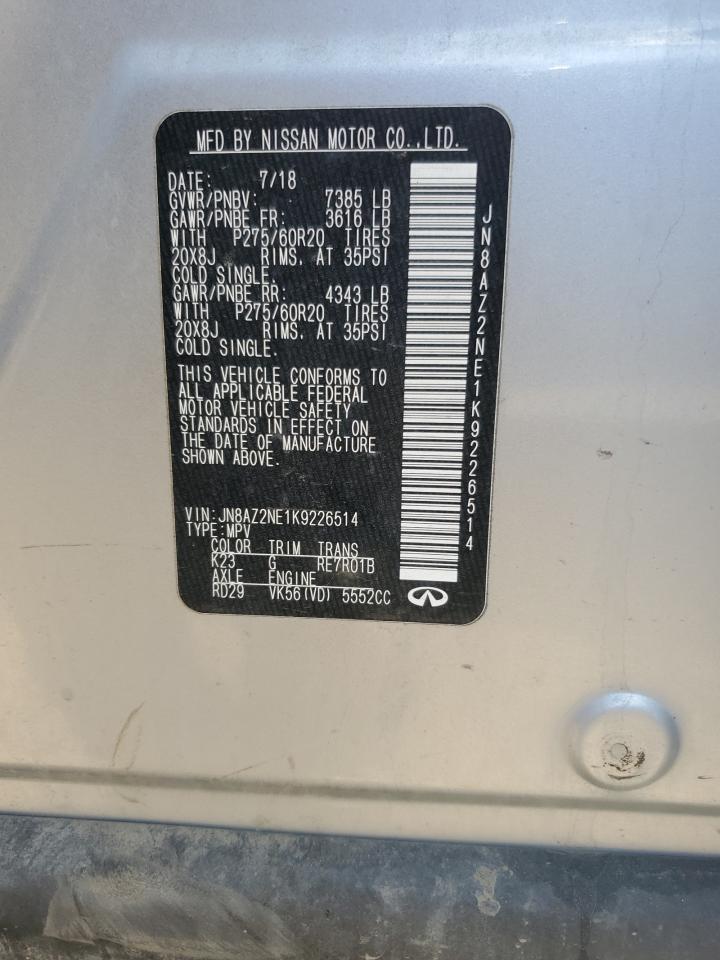 MFD BY NISSAN MOTOR CO.,LTD.
DATE: 7/18
GVWR/PNBV: 7385 LB
GAWR/PNBE FR: 3616 LB
WITH P275/60R20 TIRES
20X8J RIMS. AT 35PSI
COLD SINGLE.
GAWR/PNBE RR: 4343 LB
WITH P275/60R20 TIRES
20X8J RIMS. AT 35PSI
COLD SINGLE.
THIS VEHICLE CONFORMS TO
ALL APPLICABLE FEDERAL
MOTOR VEHICLE SAFETY
STANDARDS IN EFFECT ON
THE DATE OF MANUFACTURE
SHOWN ABOVE.
VIN: JN8AZ2NE1K9226514
TYPE: MPV
COLOR TRIM TRANS
K23 G RE7R01B
AXLE ENGINE
RD29 VK56(VD) 5552CC
JN8AZ2NE1K9226514